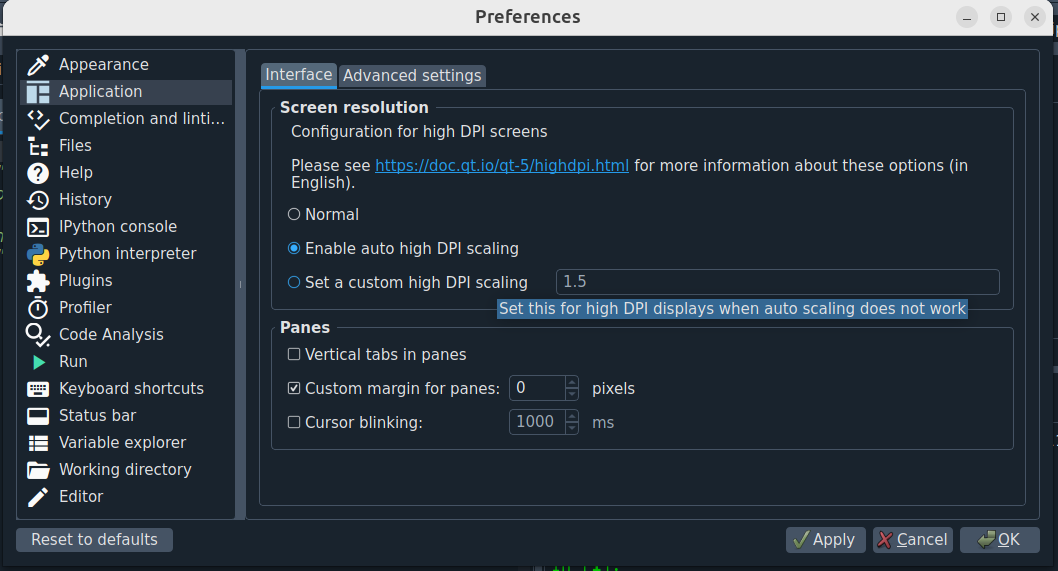 Preferences
Appearance
Application
Completion and linti...
Files
Help
History
IPython console
Python interpreter
Plugins
Profiler
Code Analysis
Run
Keyboard shortcuts
Status bar
Variable explorer
Working directory
Editor
Interface
Advanced settings
Screen resolution
Configuration for high DPI screens
Please see https://doc.qt.io/qt-5/highdpi.html for more information about these options (in
English).
Normal
Enable auto high DPI scaling
Set a custom high DPI scaling 1.5
Set this for high DPI displays when auto scaling does not work
Panes
Vertical tabs in panes
Custom margin for panes: 0 pixels
Cursor blinking: 1000 ms
Reset to defaults
Apply
Cancel
OK